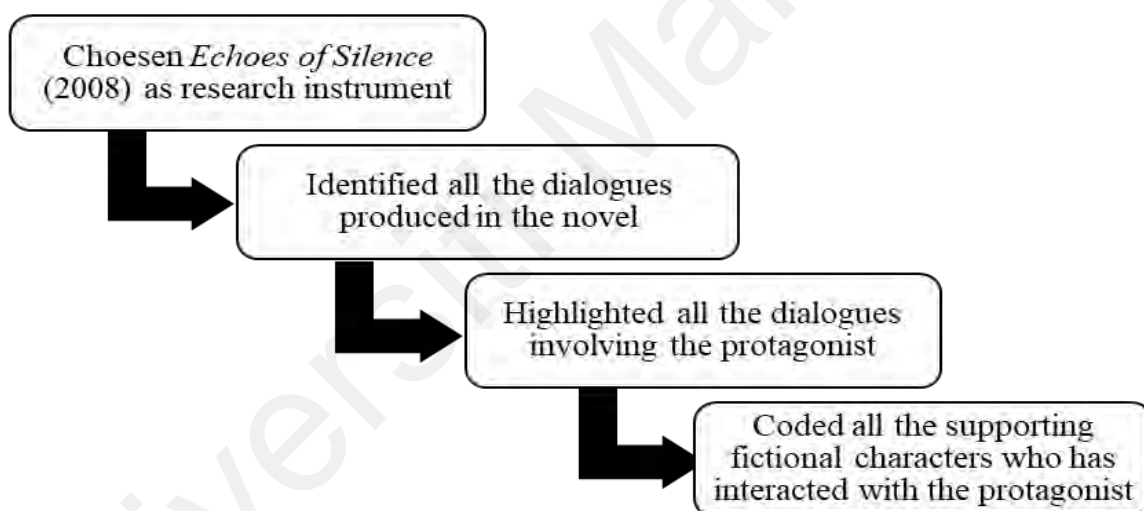 Choesen Echoes of Silence
(2008) as research instrument
Identified all the dialogues
produced in the novel
Highlighted all the dialogues
involving the protagonist
Coded all the supporting
fictional characters who has
interacted with the protagonist